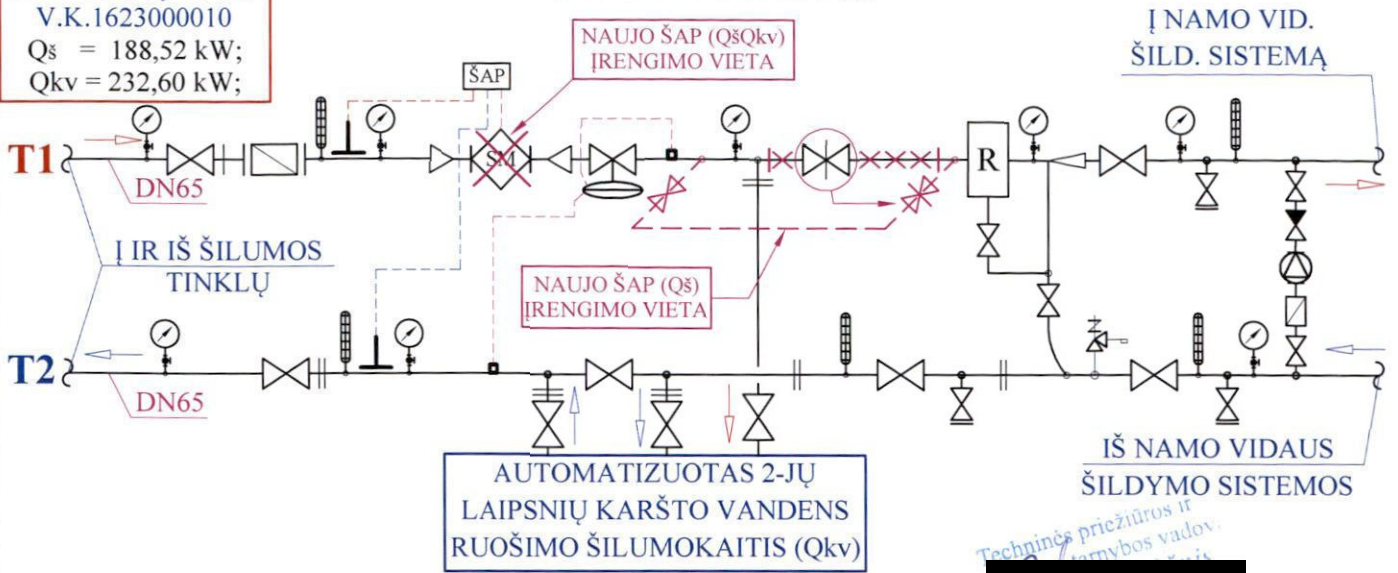 V.K.1623000010
Qš = 188,52 kW;
Qkv = 232,60 kW;
NAUJO ŠAP (QšQkv)
ĮRENGIMO VIETA
Į NAMO VID.
ŠILD. SISTEMĄ
ŠAP
T1
SM
R
DN65
Į IR IŠ ŠILUMOS
TINKLŲ
NAUJO ŠAP (Qš)
ĮRENGIMO VIETA
T2
DN65
AUTOMATIZUOTAS 2-JŲ
LAIPSNIŲ KARŠTO VANDENS
RUOŠIMO ŠILUMOKAITIS (Qkv)
IŠ NAMO VIDAUS
ŠILDYMO SISTEMOS
Techninės priežiūros ir
tarnybos vadov.